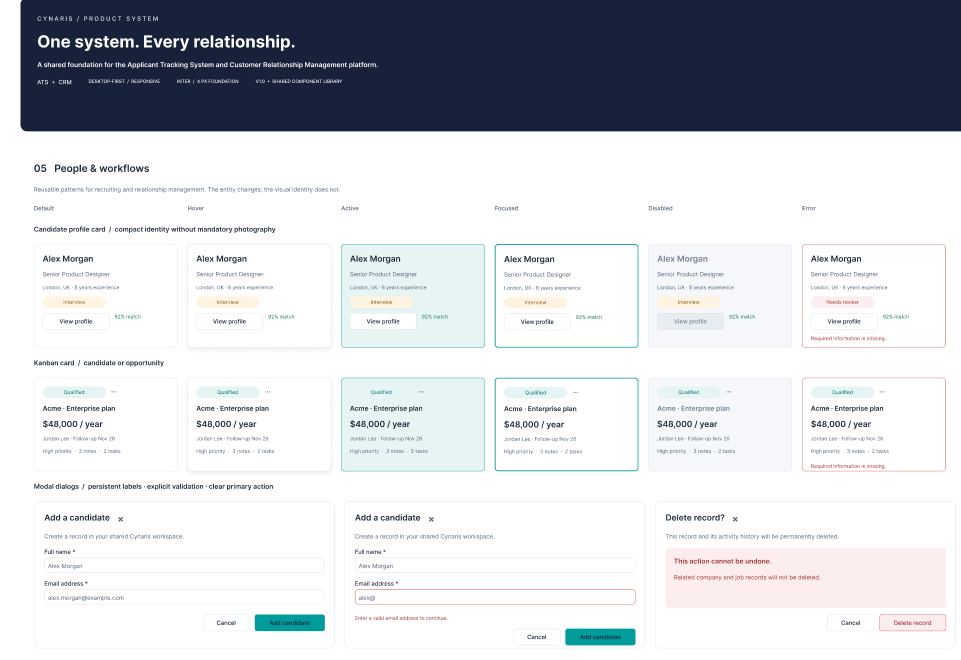 CYNARIS / PRODUCT SYSTEM
One system. Every relationship.
A shared foundation for the Applicant Tracking System and Customer Relationship Management platform.
ATS + CRM DESKTOP-FIRST / RESPONSIVE INTER / 4 PX FOUNDATION V1.0 • SHARED COMPONENT LIBRARY
05 People & workflows
Reusable patterns for recruiting and relationship management. The entity changes; the visual identity does not.
Default Hover Active Focused Disabled Error
Candidate profile card / compact identity without mandatory photography
Alex Morgan
Senior Product Designer
London, UK · 8 years experience
Interview
View profile 92% match
Alex Morgan
Senior Product Designer
London, UK · 8 years experience
Interview
View profile 92% match
Alex Morgan
Senior Product Designer
London, UK · 8 years experience
Interview
View profile 92% match
Alex Morgan
Senior Product Designer
London, UK · 8 years experience
Interview
View profile 92% match
Alex Morgan
Senior Product Designer
London, UK · 8 years experience
Interview
View profile 92% match
Alex Morgan
Senior Product Designer
London, UK · 8 years experience
Needs review
View profile 92% match
Required information is missing.
Kanban card / candidate or opportunity
Qualified ···
Acme · Enterprise plan
$48,000 / year
Jordan Lee · Follow-up Nov 26
High priority · 3 notes · 2 tasks
Qualified ···
Acme · Enterprise plan
$48,000 / year
Jordan Lee · Follow-up Nov 26
High priority · 3 notes · 2 tasks
Qualified ···
Acme · Enterprise plan
$48,000 / year
Jordan Lee · Follow-up Nov 26
High priority · 3 notes · 2 tasks
Qualified ···
Acme · Enterprise plan
$48,000 / year
Jordan Lee · Follow-up Nov 26
High priority · 3 notes · 2 tasks
Qualified ···
Acme · Enterprise plan
$48,000 / year
Jordan Lee · Follow-up Nov 26
High priority · 3 notes · 2 tasks
Qualified ···
Acme · Enterprise plan
$48,000 / year
Jordan Lee · Follow-up Nov 26
High priority · 3 notes · 2 tasks
Required information is missing.
Modal dialogs / persistent labels · explicit validation · clear primary action
Add a candidate ×
Create a record in your shared Cynaris workspace.
Full name *
Alex Morgan
Email address *
alex.morgan@example.com
Cancel Add candidate
Add a candidate ×
Create a record in your shared Cynaris workspace.
Full name *
Alex Morgan
Email address *
alex@
Enter a valid email address to continue.
Cancel Add candidate
Delete record? ×
This record and its activity history will be permanently deleted.
This action cannot be undone.
Related company and job records will not be deleted.
Cancel Delete record